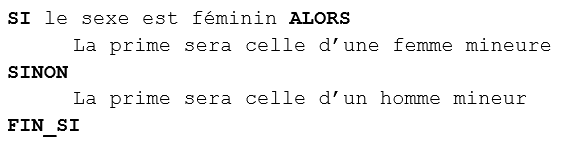 SI le sexe est féminin ALORS
La prime sera celle d’une femme mineure
SINON
La prime sera celle d’un homme mineur
FIN_SI